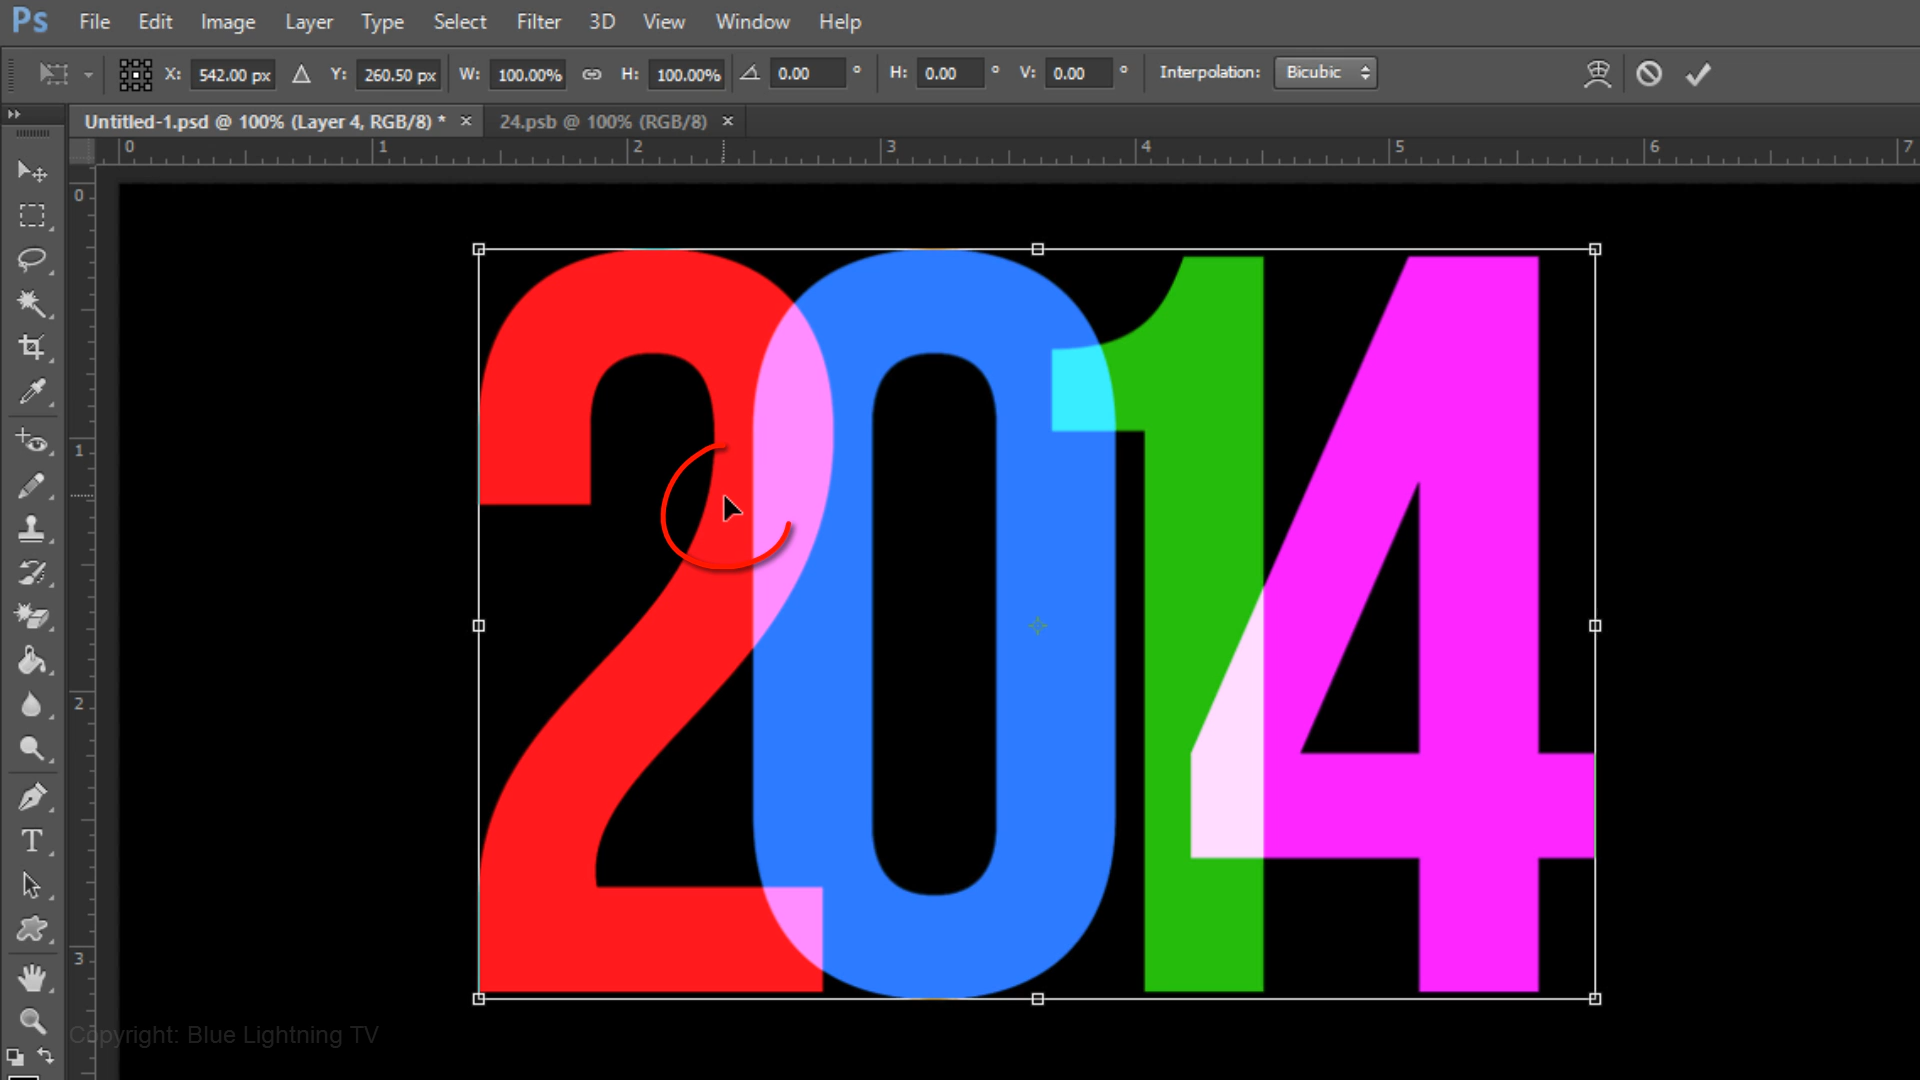 Ps File Edit Image Layer Type Select Filter 3D View Window Help
X: 542.00 px Y: 260.50 px W: 100.00% H: 100.00% 0.00 ° H: 0.00 ° V: 0.00 ° Interpolation: Bicubic
Untitled-1.psd @ 100% (Layer 4, RGB/8) * × 24.psb @ 100% (RGB/8) ×
0 1 2 3 4 5 6 7
0
1
2
3
2014
T
Copyright: Blue Lightning TV